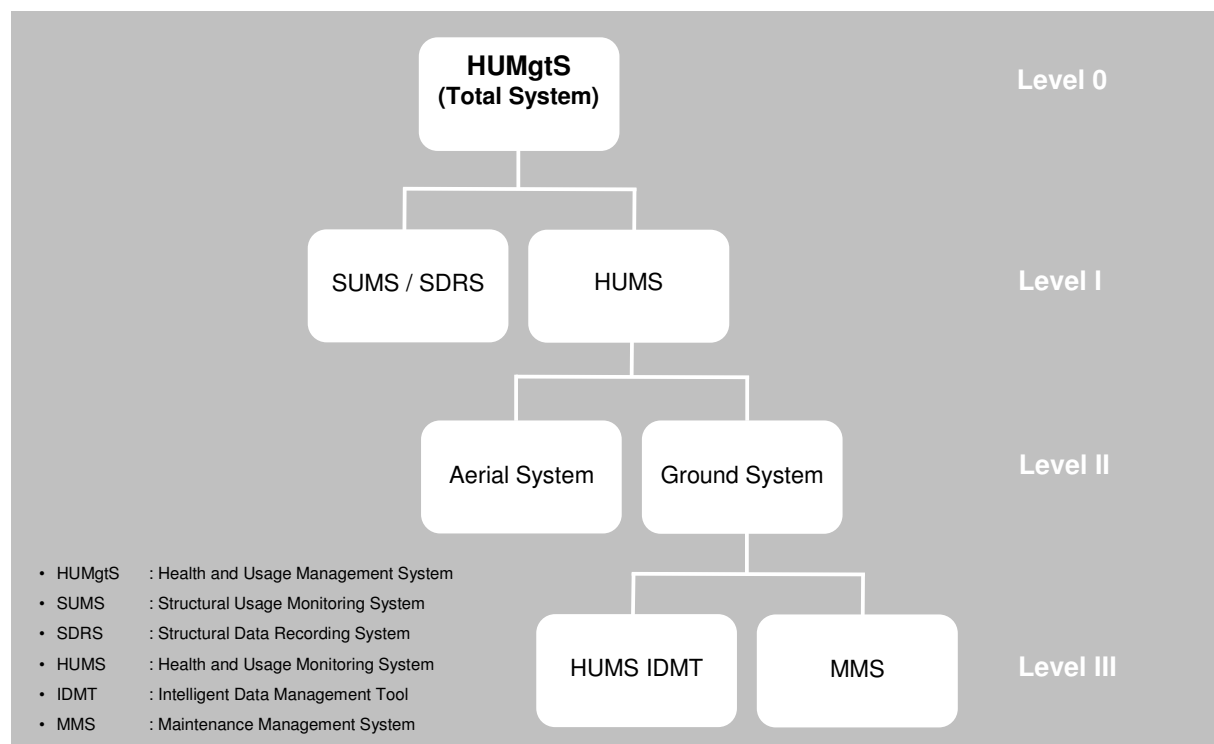 HUMgtS
(Total System)
Level 0
SUMS / SDRS
HUMS
Level I
Aerial System
Ground System
Level II
• HUMgtS : Health and Usage Management System
• SUMS : Structural Usage Monitoring System
• SDRS : Structural Data Recording System
• HUMS : Health and Usage Monitoring System
• IDMT : Intelligent Data Management Tool
• MMS : Maintenance Management System
HUMS IDMT
MMS
Level III